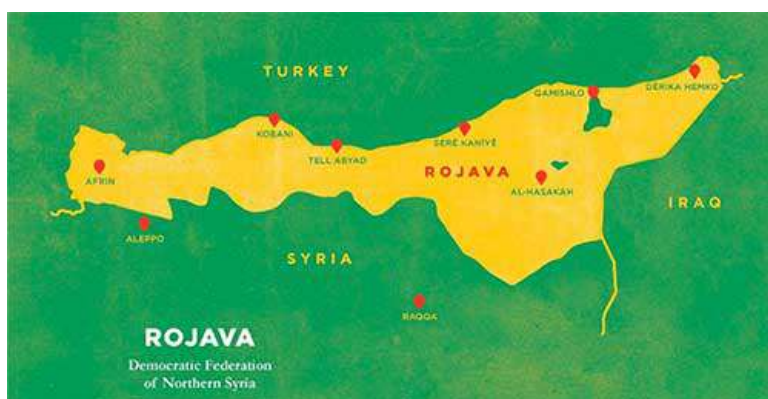 TURKEY
DERIKA HEMKO
QAMISHLO
KOBANI
SERÊ KANIYÊ
TELL ABYAD
ROJAVA
AFRIN
AL-HASAKAH
IRAQ
ALEPPO
SYRIA
RAQQA
ROJAVA
Democratic Federation
of Northern Syria